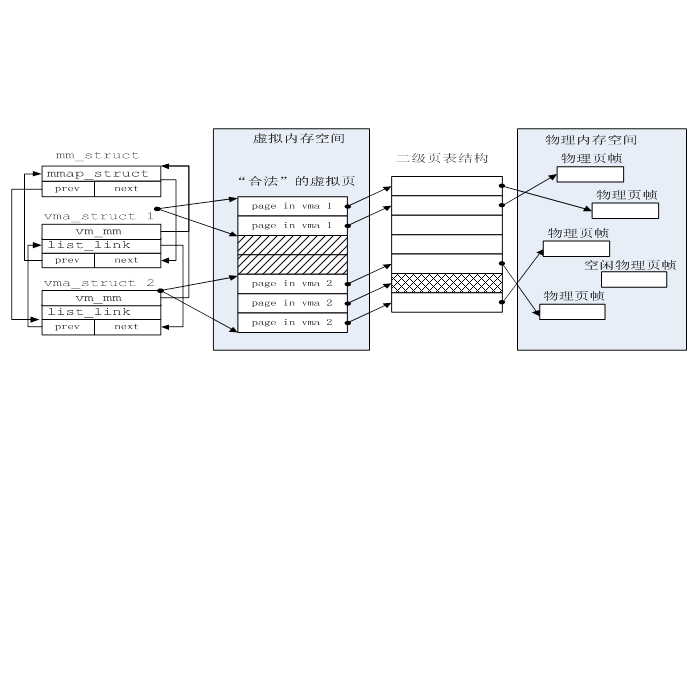 mm_struct
mmap_struct
prev next
vma_struct 1
vm_mm
list_link
prev next
vma_struct 2
vm_mm
list_link
prev next
虚拟内存空间
“合法”的虚拟页
page in vma 1
page in vma 1
page in vma 2
page in vma 2
page in vma 2
二级页表结构
物理内存空间
物理页帧
物理页帧
物理页帧
空闲物理页帧
物理页帧